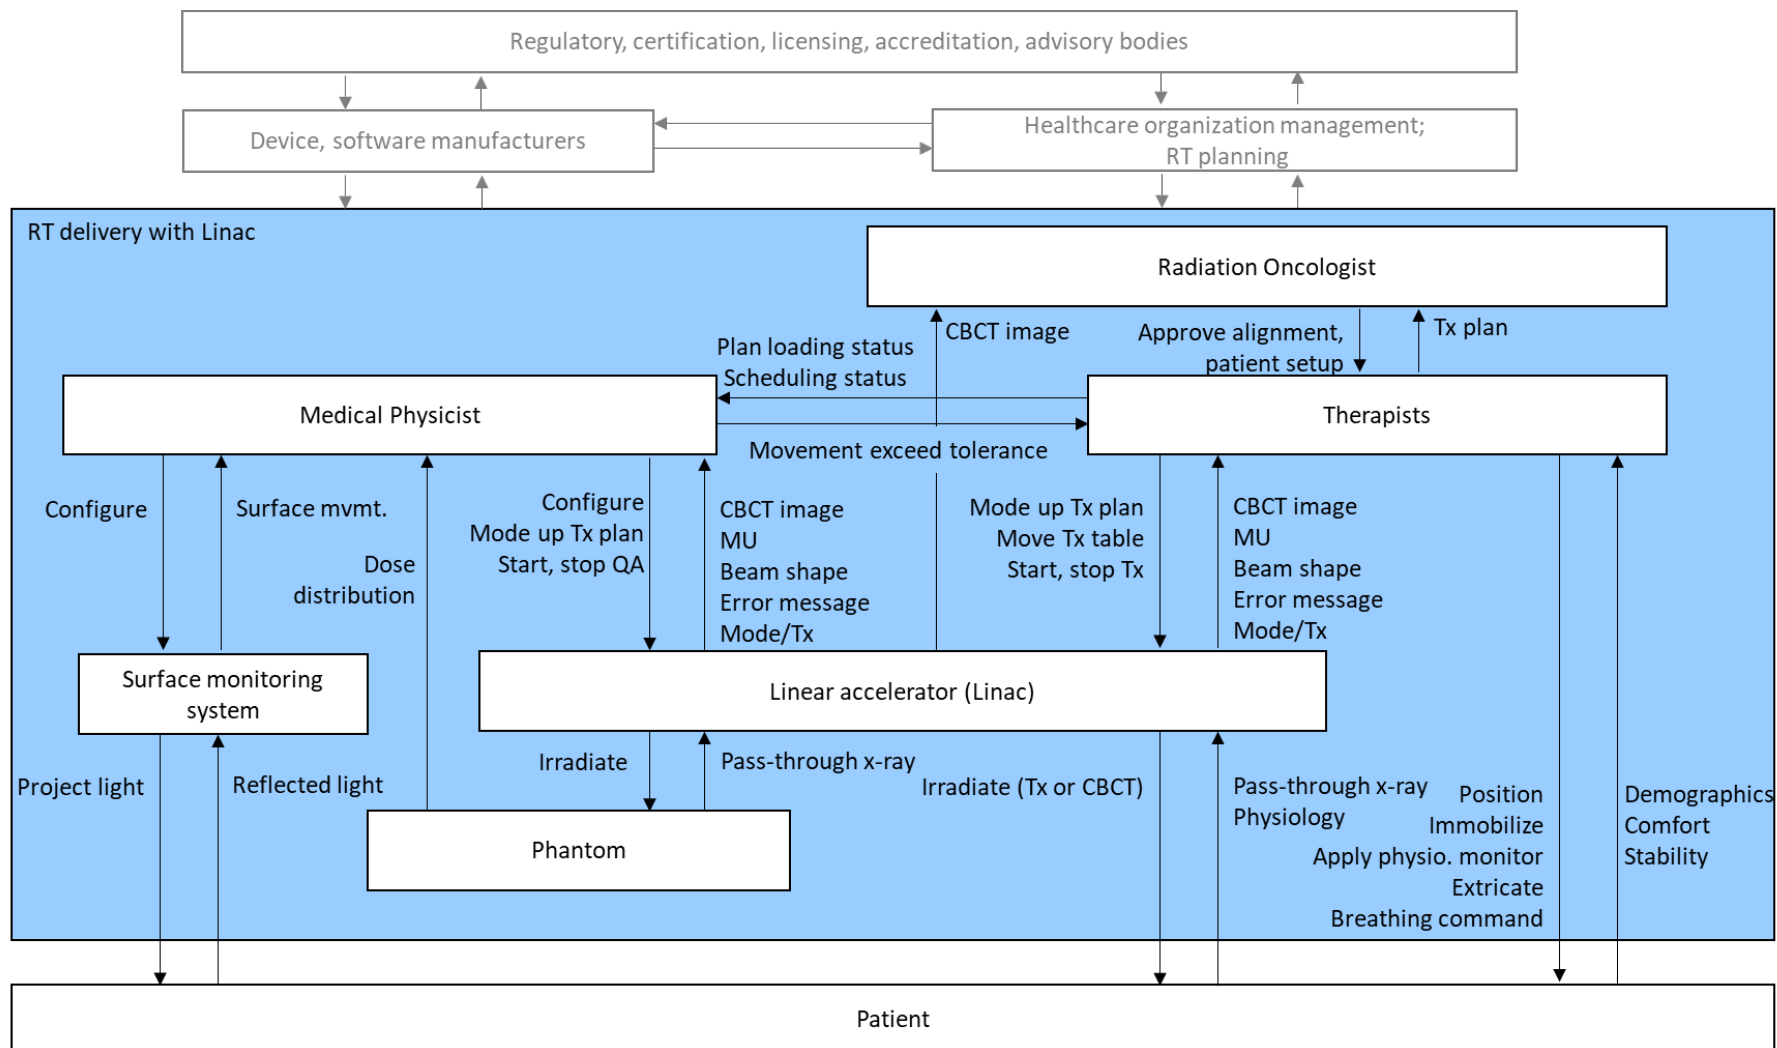 Regulatory, certification, licensing, accreditation, advisory bodies
Device, software manufacturers
Healthcare organization management;
RT planning
RT delivery with Linac
Radiation Oncologist
CBCT image
Approve alignment,
patient setup
Tx plan
Plan loading status
Scheduling status
Medical Physicist
Therapists
Movement exceed tolerance
Configure
Surface mvmt.
Dose
distribution
Configure
Mode up Tx plan
Start, stop QA
CBCT image
MU
Beam shape
Error message
Mode/Tx
Mode up Tx plan
Move Tx table
Start, stop Tx
CBCT image
MU
Beam shape
Error message
Mode/Tx
Surface monitoring
system
Linear accelerator (Linac)
Project light
Reflected light
Irradiate
Pass-through x-ray
Irradiate (Tx or CBCT)
Pass-through x-ray
Physiology
Position
Immobilize
Apply physio. monitor
Extricate
Breathing command
Demographics
Comfort
Stability
Phantom
Patient